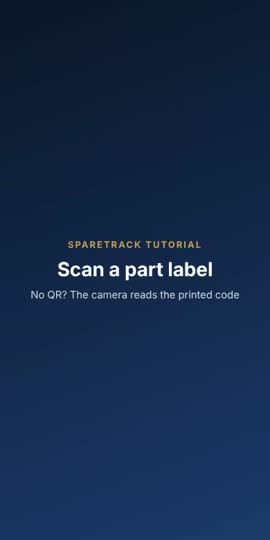 SPARETRACK TUTORIAL
Scan a part label
No QR? The camera reads the printed code